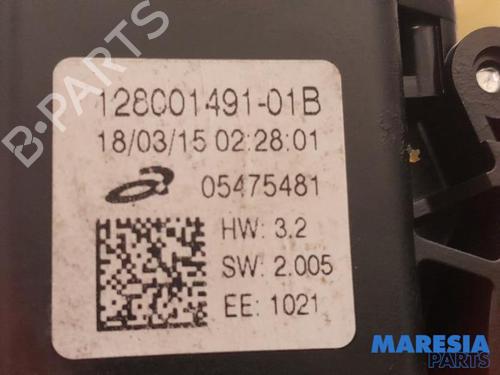 B-PARTS
128001491-01B
18/03/15 02:28:01
05475481
HW: 3.2
SW: 2.005
EE: 1021
MARESIA
PARTS